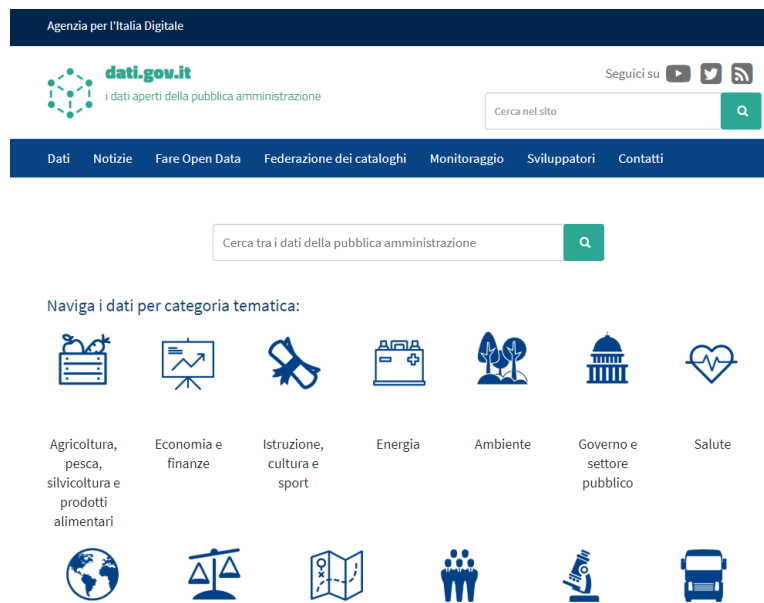 Agenzia per l'Italia Digitale
dati.gov.it
i dati aperti della pubblica amministrazione
Seguici su
Cerca nel sito
Dati Notizie Fare Open Data Federazione dei cataloghi Monitoraggio Sviluppatori Contatti
Cerca tra i dati della pubblica amministrazione
Naviga i dati per categoria tematica:
Agricoltura,
pesca,
silvicoltura e
prodotti
alimentari
Economia e
finanze
Istruzione,
cultura e
sport
Energia
Ambiente
Governo e
settore
pubblico
Salute